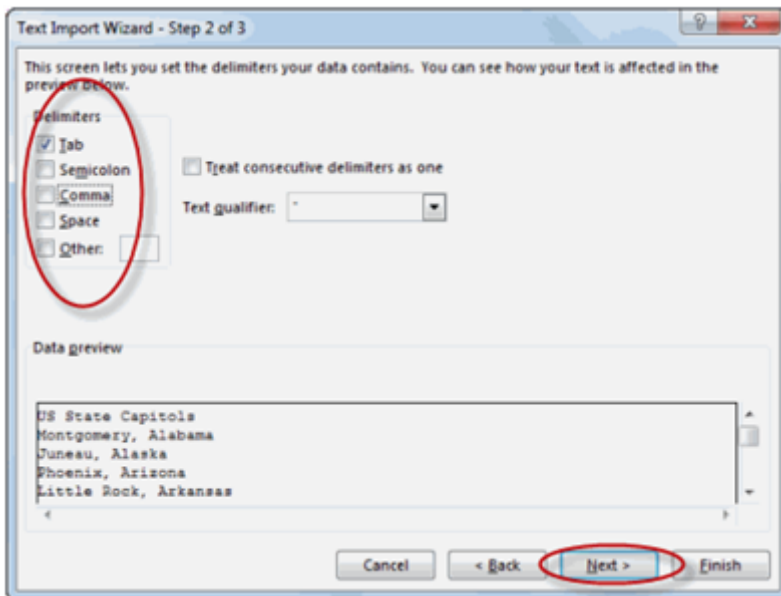 Text Import Wizard - Step 2 of 3
This screen lets you set the delimiters your data contains. You can see how your text is affected in the
preview below.
Delimiters
Tab
Semicolon
Comma
Space
Other:
Treat consecutive delimiters as one
Text qualifier: "
Data preview
US State Capitols
Montgomery, Alabama
Juneau, Alaska
Phoenix, Arizona
Little Rock, Arkansas
Cancel < Back Next > Finish